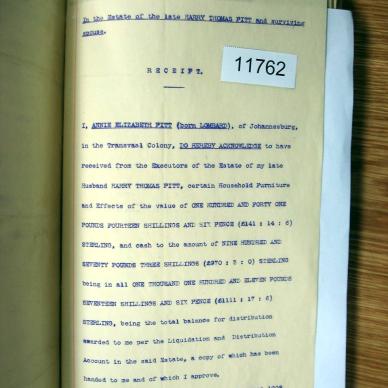 In the Estate of the late HARRY THOMAS PITT and surviving
spouse.
RECEIPT.
11762
I, ANNIE ELIZABETH PITT (born LOMBARD), of Johannesburg,
in the Transvaal Colony, DO HEREBY ACKNOWLEDGE to have
received from the Executors of the Estate of my late
Husband HARRY THOMAS PITT, certain Household Furniture
and Effects of the value of ONE HUNDRED AND FORTY ONE
POUNDS FOURTEEN SHILLINGS AND SIX PENCE (£141 : 14 : 6)
STERLING, and cash to the amount of NINE HUNDRED AND
SEVENTY POUNDS THREE SHILLINGS (£970 : 3 : 0) STERLING
being in all ONE THOUSAND ONE HUNDRED AND ELEVEN POUNDS
SEVENTEEN SHILLINGS AND SIX PENCE (£1111 : 17 : 6)
STERLING, being the total balance for distribution
awarded to me per the Liquidation and Distribution
Account in the said Estate, a copy of which has been
handed to me and of which I approve.